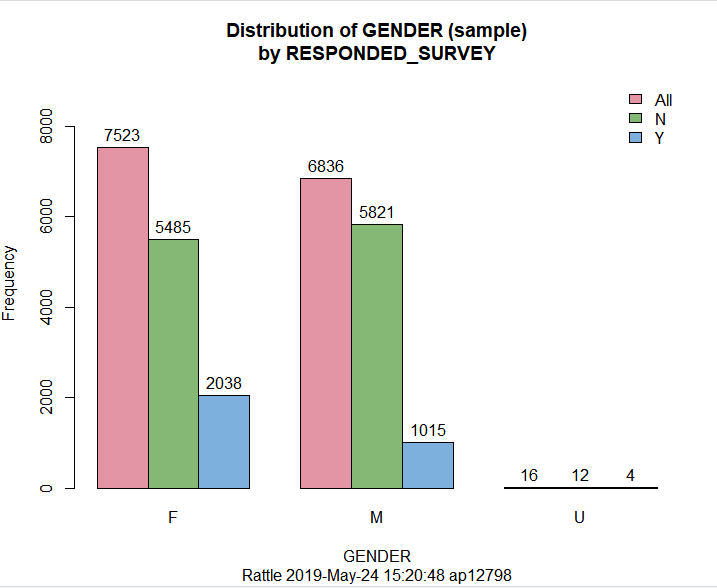 Distribution of GENDER (sample)
by RESPONDED_SURVEY
All
N
Y
Frequency
8000
6000
4000
2000
0
7523
5485
2038
6836
5821
1015
16
12
4
F
M
U
GENDER
Rattle 2019-May-24 15:20:48 ap12798